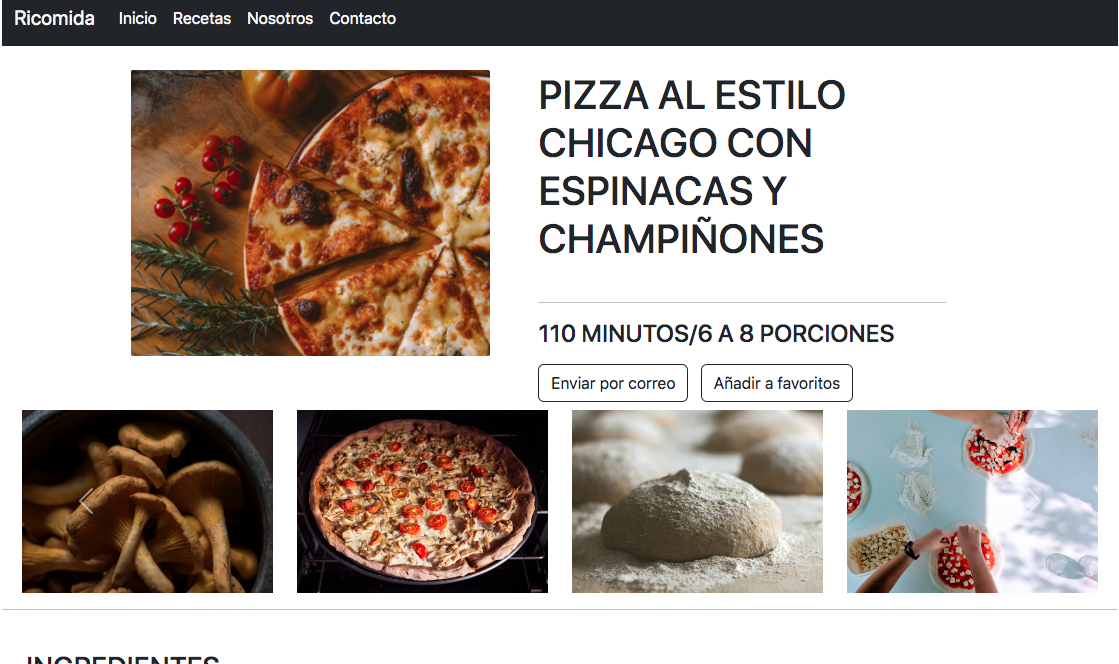 Ricomida Inicio Recetas Nosotros Contacto
PIZZA AL ESTILO
CHICAGO CON
ESPINACAS Y
CHAMPIÑONES
110 MINUTOS/6 A 8 PORCIONES
Enviar por correo Añadir a favoritos
INGREDIENTES